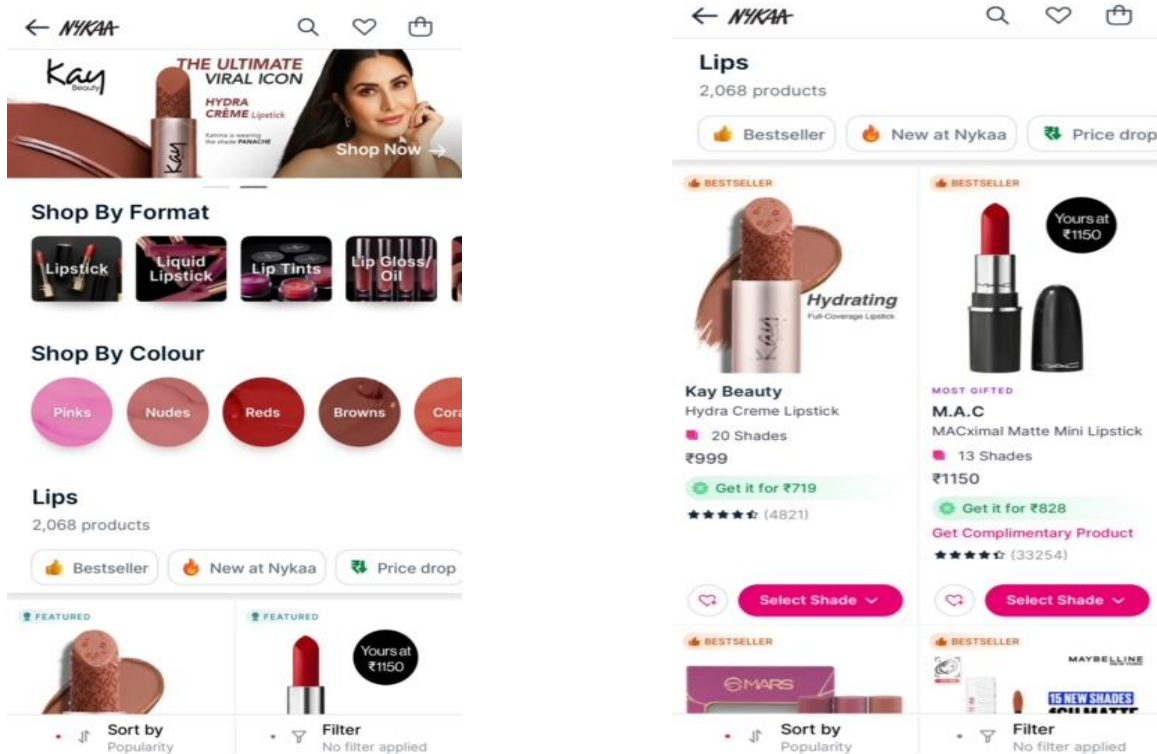 NYKAA
Kay
Beauty
THE ULTIMATE
VIRAL ICON
HYDRA
CRÈME Lipstick
Katrina is wearing
the shade PANACHE
Kay
Shop Now →
Shop By Format
Lipstick
Liquid
Lipstick
Lip Tints
Lip Gloss/
Oil
Shop By Colour
Pinks
Nudes
Reds
Browns
Cora
Lips
2,068 products
Bestseller
New at Nykaa
Price drop
FEATURED
FEATURED
Yours at
₹1150
Sort by
Popularity
Filter
No filter applied
NYKAA
Lips
2,068 products
Bestseller
New at Nykaa
Price drop
BESTSELLER
Kay
Hydrating
Full-Coverage Lipstick
Kay Beauty
Hydra Creme Lipstick
20 Shades
₹999
Get it for ₹719
(4821)
Select Shade
BESTSELLER
Yours at
₹1150
MAC
MOST GIFTED
M.A.C
MACximal Matte Mini Lipstick
13 Shades
₹1150
Get it for ₹828
Get Complimentary Product
(33254)
Select Shade
BESTSELLER
MARS
BESTSELLER
MAYBELLINE
15 NEW SHADES
Sort by
Popularity
Filter
No filter applied